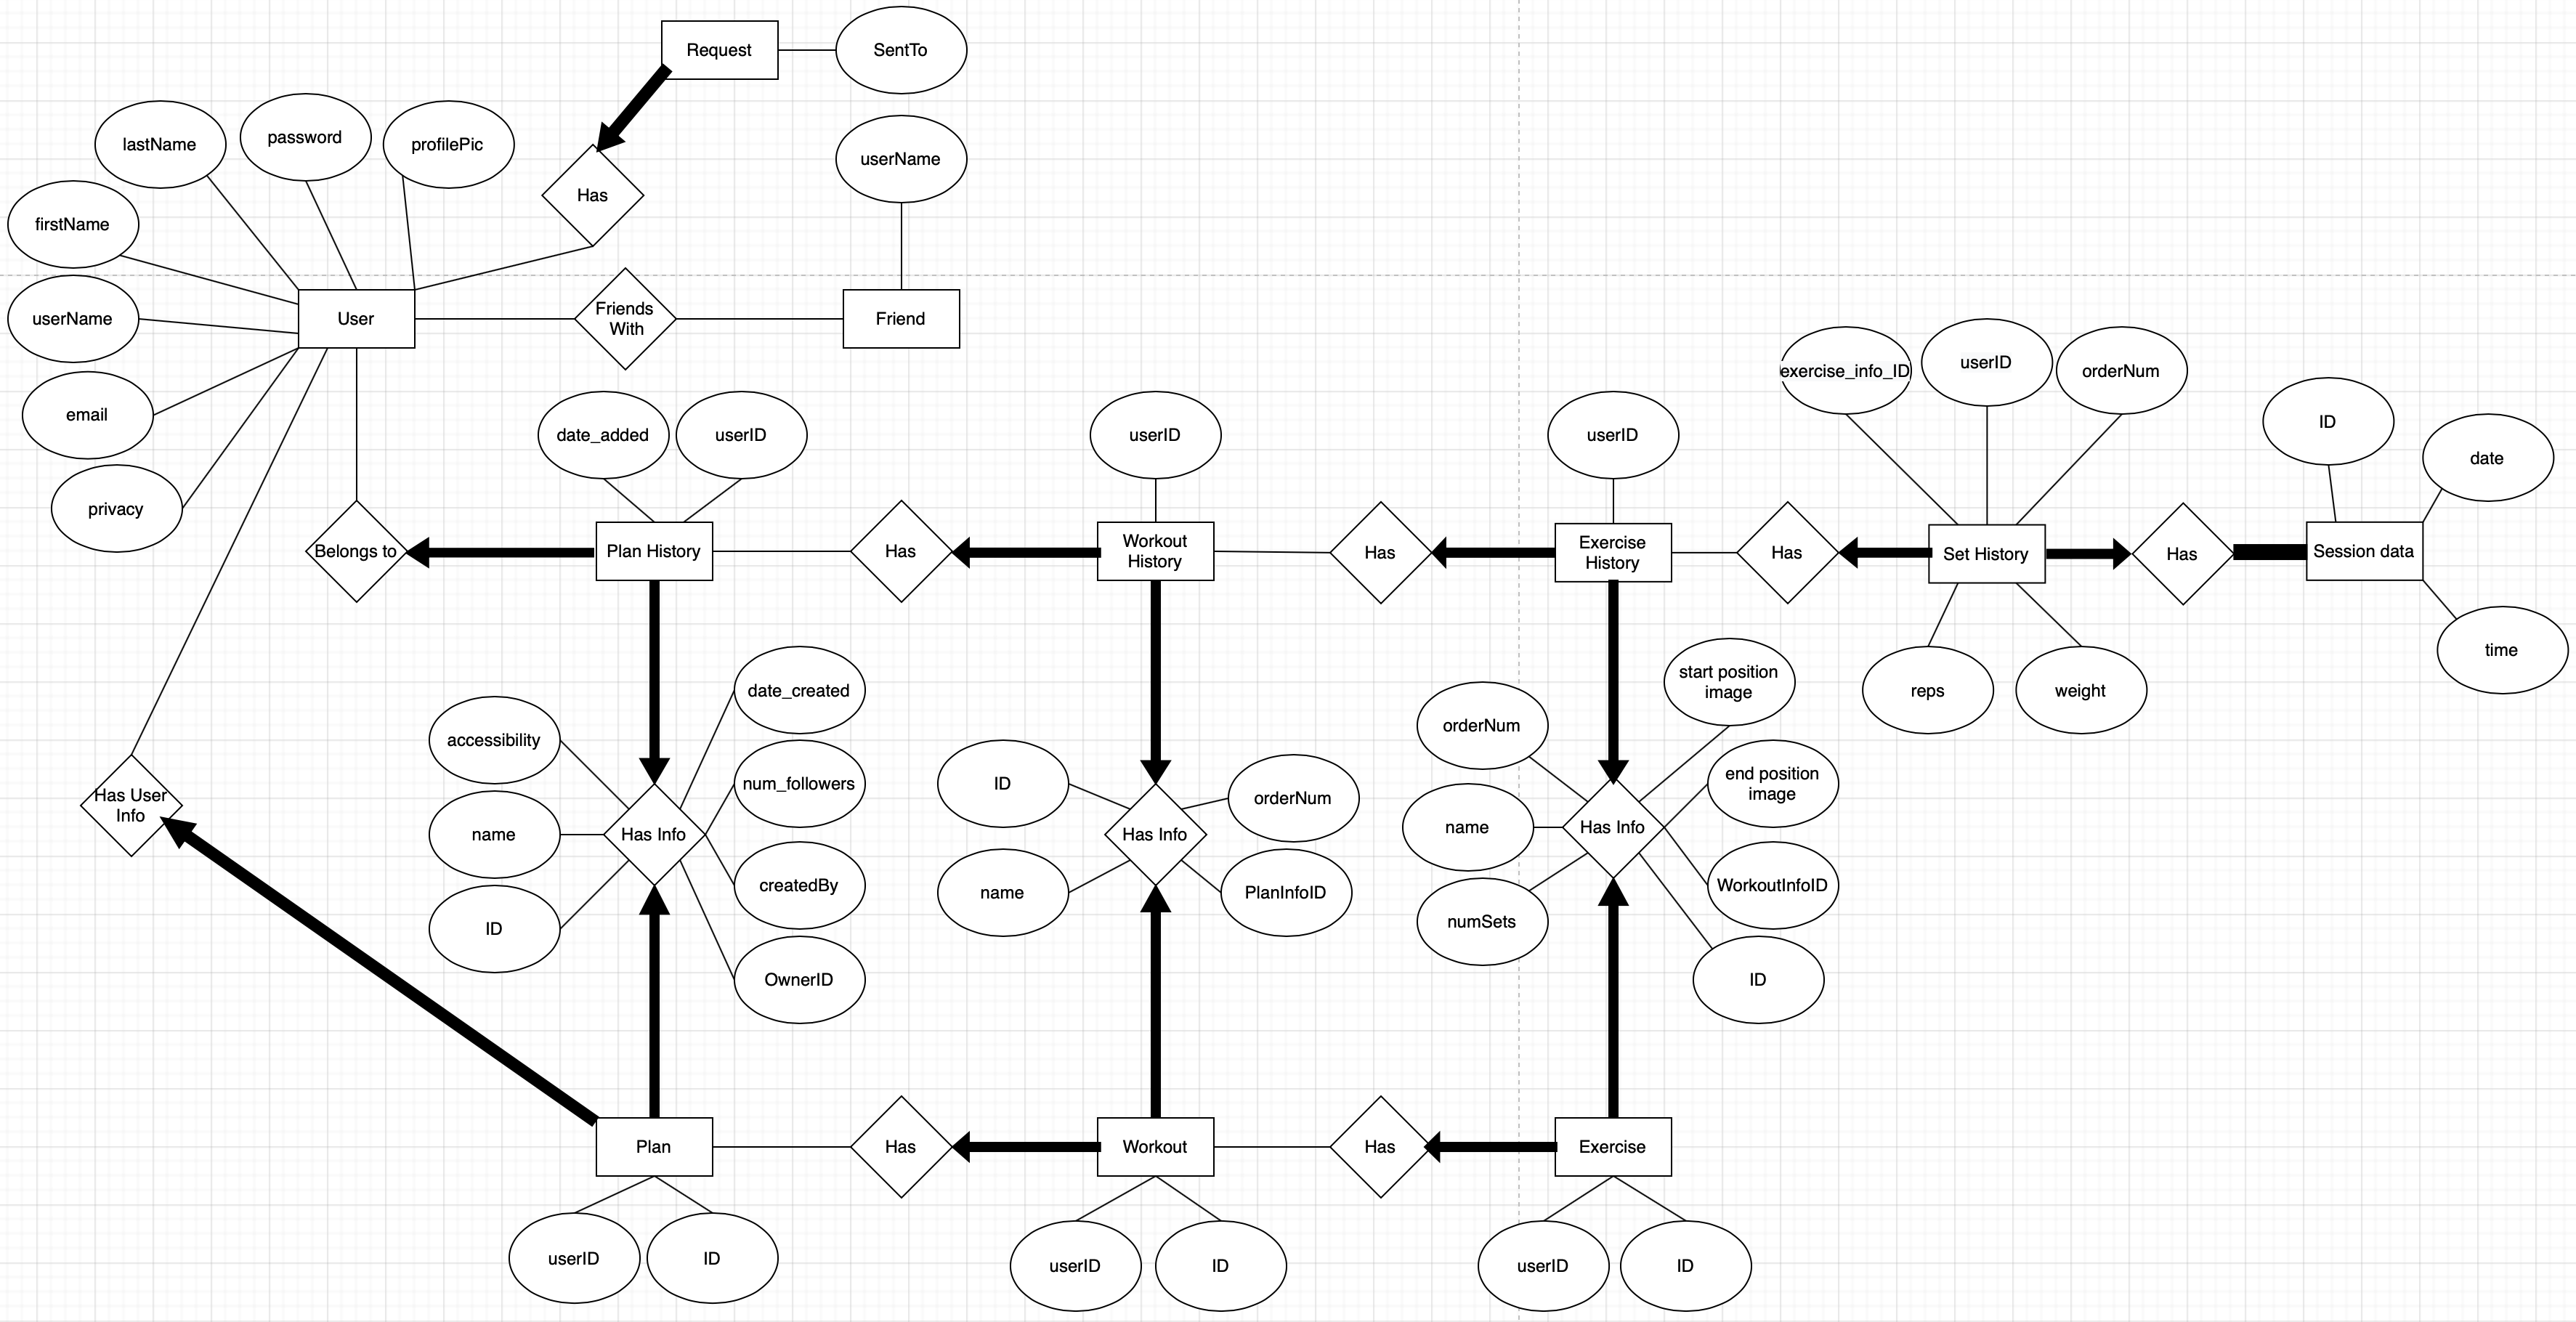 Request
SentTo
lastName
password
profilePic
userName
Has
firstName
userName
User
Friends
With
Friend
email
privacy
exercise_info_ID
userID
orderNum
ID
date
date_added
userID
userID
userID
Belongs to
Plan History
Has
Workout
History
Has
Exercise
History
Has
Set History
Has
Session data
time
reps
weight
date_created
accessibility
num_followers
name
Has Info
createdBy
ID
OwnerID
Has User
Info
ID
orderNum
Has Info
name
PlanInfoID
start position
image
orderNum
end position
image
name
Has Info
WorkoutInfoID
numSets
ID
Plan
Has
Workout
Has
Exercise
userID
ID
userID
ID
userID
ID